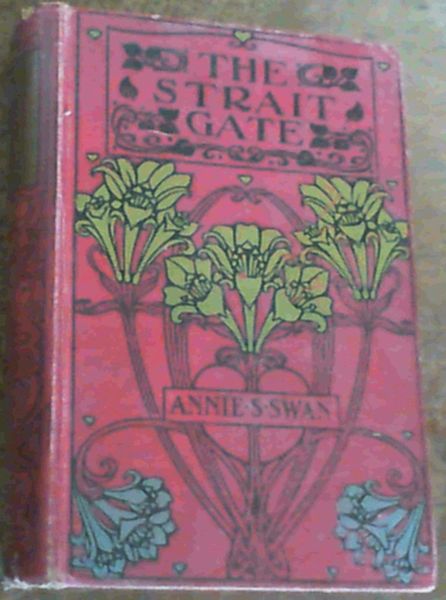 THE
STRAIT
GATE
ANNIE·S·SWAN